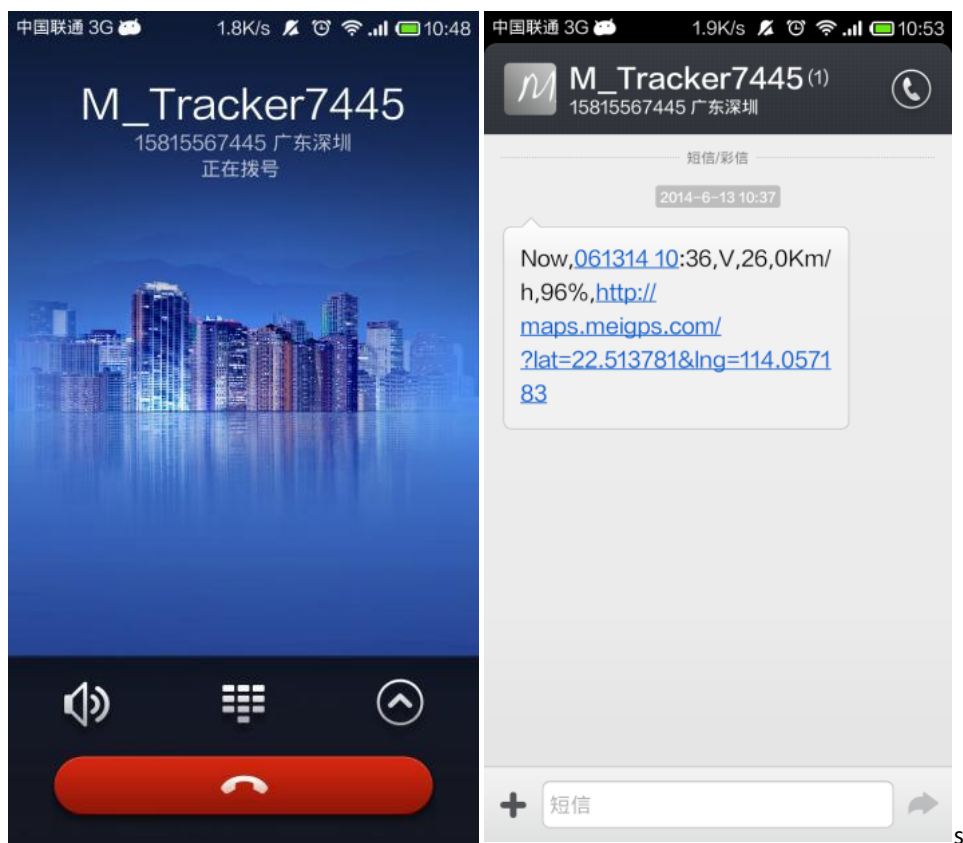 中国联通 3G
1.8K/s
10:48
M_Tracker7445
15815567445 广东深圳
正在拨号
中国联通 3G
1.9K/s
10:53
M_Tracker7445 (1)
15815567445 广东深圳
短信/彩信
2014-6-13 10:37
Now,061314 10:36,V,26,0Km/
h,96%,http://
maps.meigps.com/
?lat=22.513781&lng=114.0571
83
短信
s